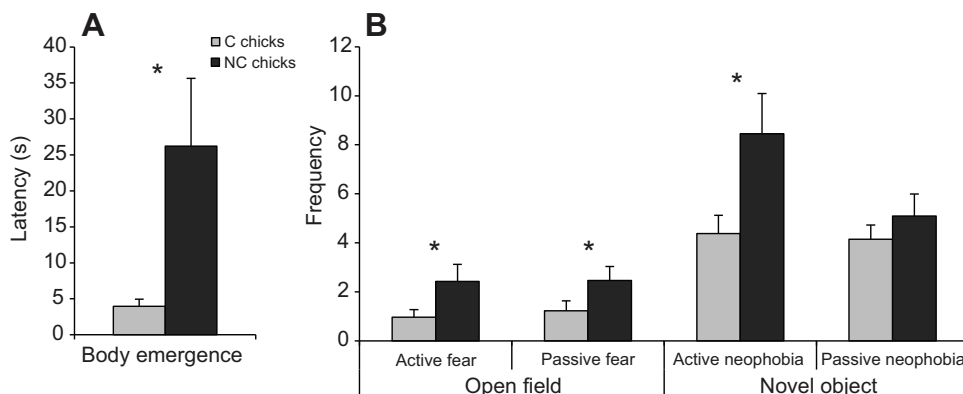 A
B
C chicks
NC chicks
Latency (s)
40
35
30
25
20
15
10
5
0
*
Body emergence
Frequency
12
10
8
6
4
2
0
*
*
*
Active fear
Passive fear
Active neophobia
Passive neophobia
Open field
Novel object